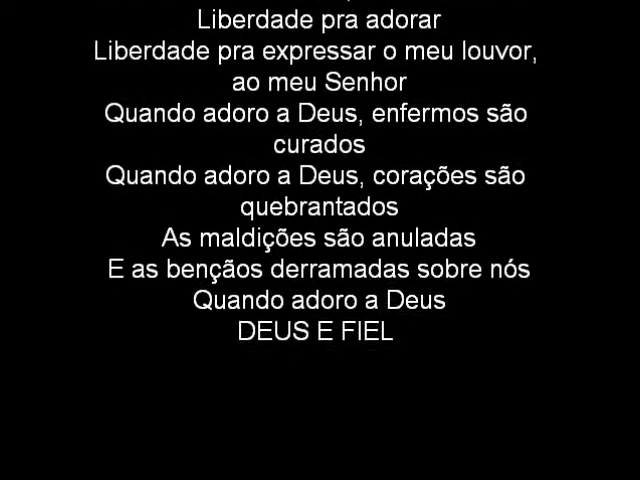 Liberdade pra adorar
Liberdade pra expressar o meu louvor,
ao meu Senhor
Quando adoro a Deus, enfermos são
curados
Quando adoro a Deus, corações são
quebrantados
As maldições são anuladas
E as bençãos derramadas sobre nós
Quando adoro a Deus
DEUS E FIEL